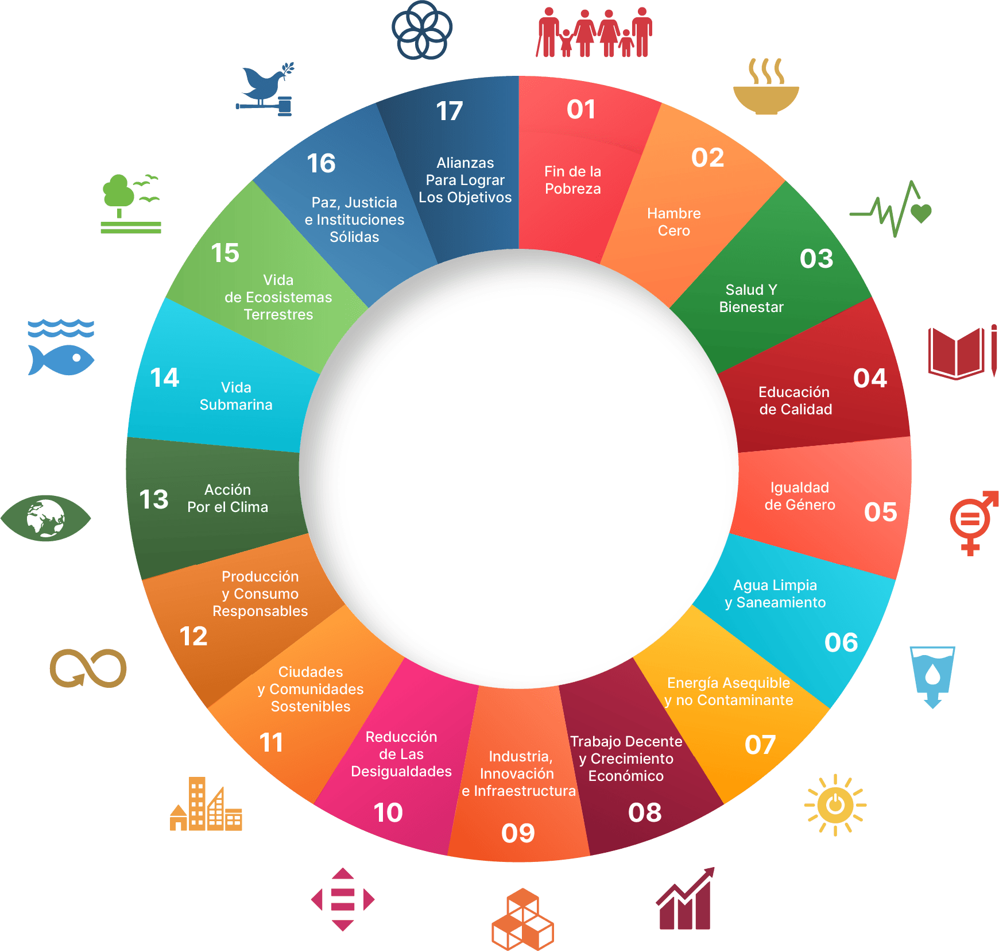 01
Fin de la
Pobreza
02
Hambre
Cero
03
Salud Y
Bienestar
04
Educación
de Calidad
05
Igualdad
de Género
06
Agua Limpia
y Saneamiento
07
Energía Asequible
y no Contaminante
08
Trabajo Decente
y Crecimiento
Económico
09
Industria,
Innovación
e Infraestructura
10
Reducción
de Las
Desigualdades
11
Ciudades
y Comunidades
Sostenibles
12
Producción
y Consumo
Responsables
13
Acción
Por el Clima
14
Vida
Submarina
15
Vida
de Ecosistemas
Terrestres
16
Paz, Justicia
e Instituciones
Sólidas
17
Alianzas
Para Lograr
Los Objetivos